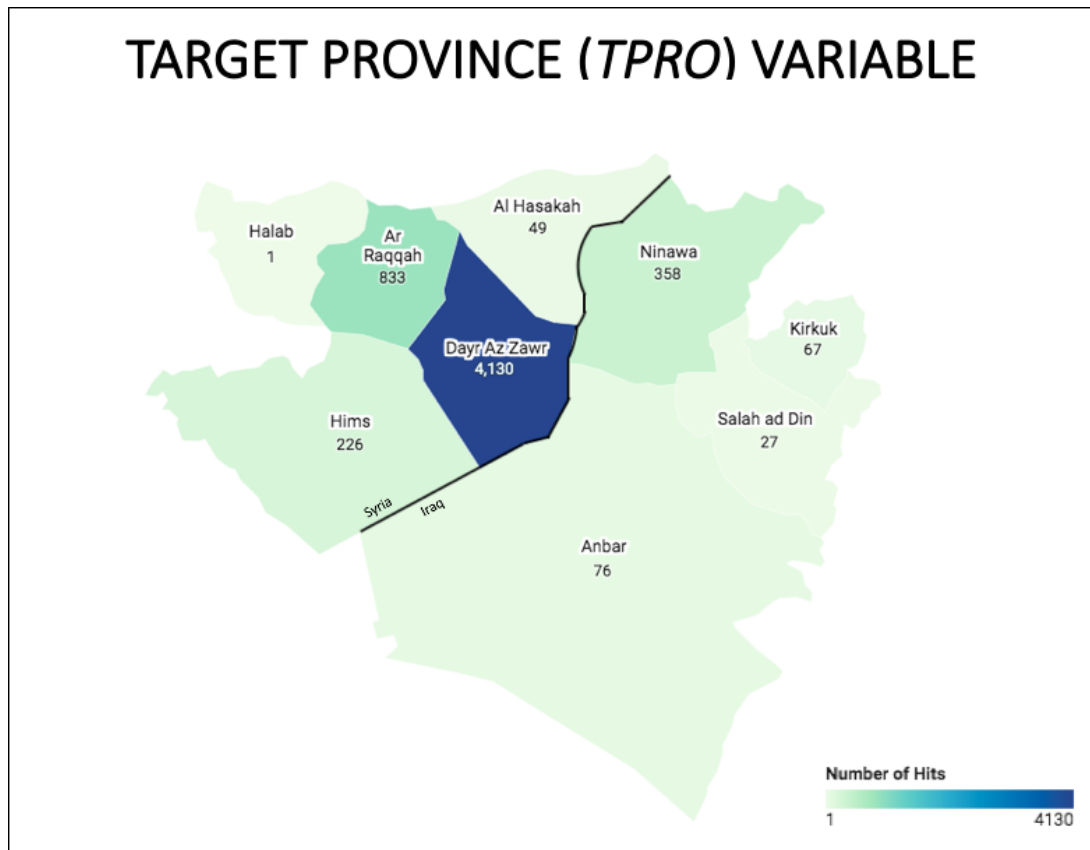 TARGET PROVINCE (TPRO) VARIABLE
Halab
1
Ar
Raqqah
833
Al Hasakah
49
Ninawa
358
Kirkuk
67
Dayr Az Zawr
4,130
Hims
226
Salah ad Din
27
Syria
Iraq
Anbar
76
Number of Hits
1
4130